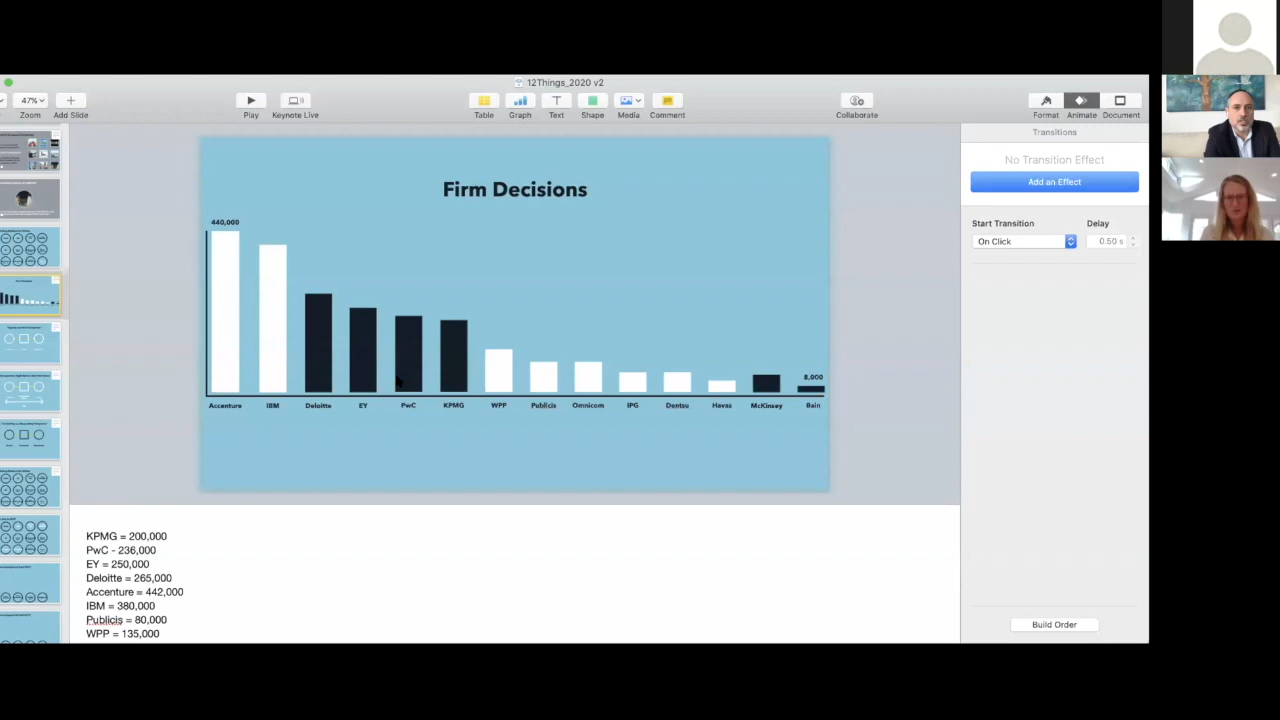 12Things_2020 v2
47%
Zoom
Add Slide
Play
Keynote Live
Table
Graph
Text
Shape
Media
Comment
Collaborate
Format
Animate
Document
Transitions
No Transition Effect
Add an Effect
Start Transition
Delay
On Click
0.50 s
Build Order
Firm Decisions
440,000
8,000
Accenture
IBM
Deloitte
EY
PwC
KPMG
WPP
Publicis
Omnicom
IPG
Dentsu
Havas
McKinsey
Bain
KPMG = 200,000
PwC - 236,000
EY = 250,000
Deloitte = 265,000
Accenture = 442,000
IBM = 380,000
Publicis = 80,000
WPP = 135,000